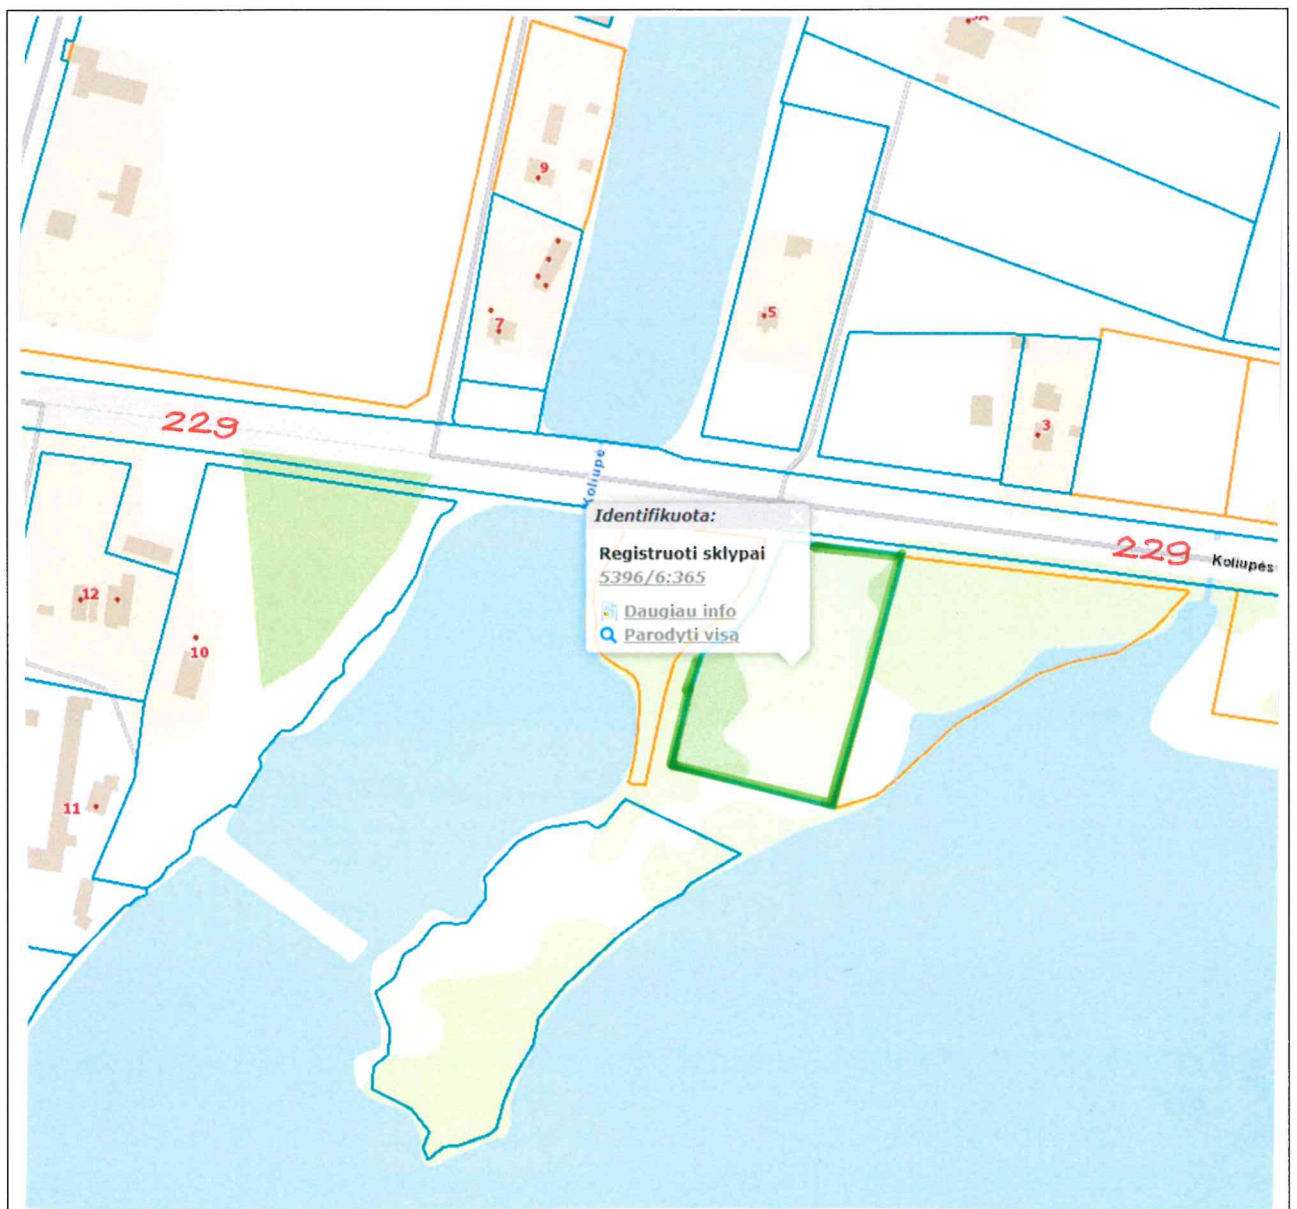 9
7
5
3
229
Koliupė
Identifikuota:
Registruoti sklypai
5396/6:365
Daugiau info
Parodyti visą
229
Koliupės
12
10
11